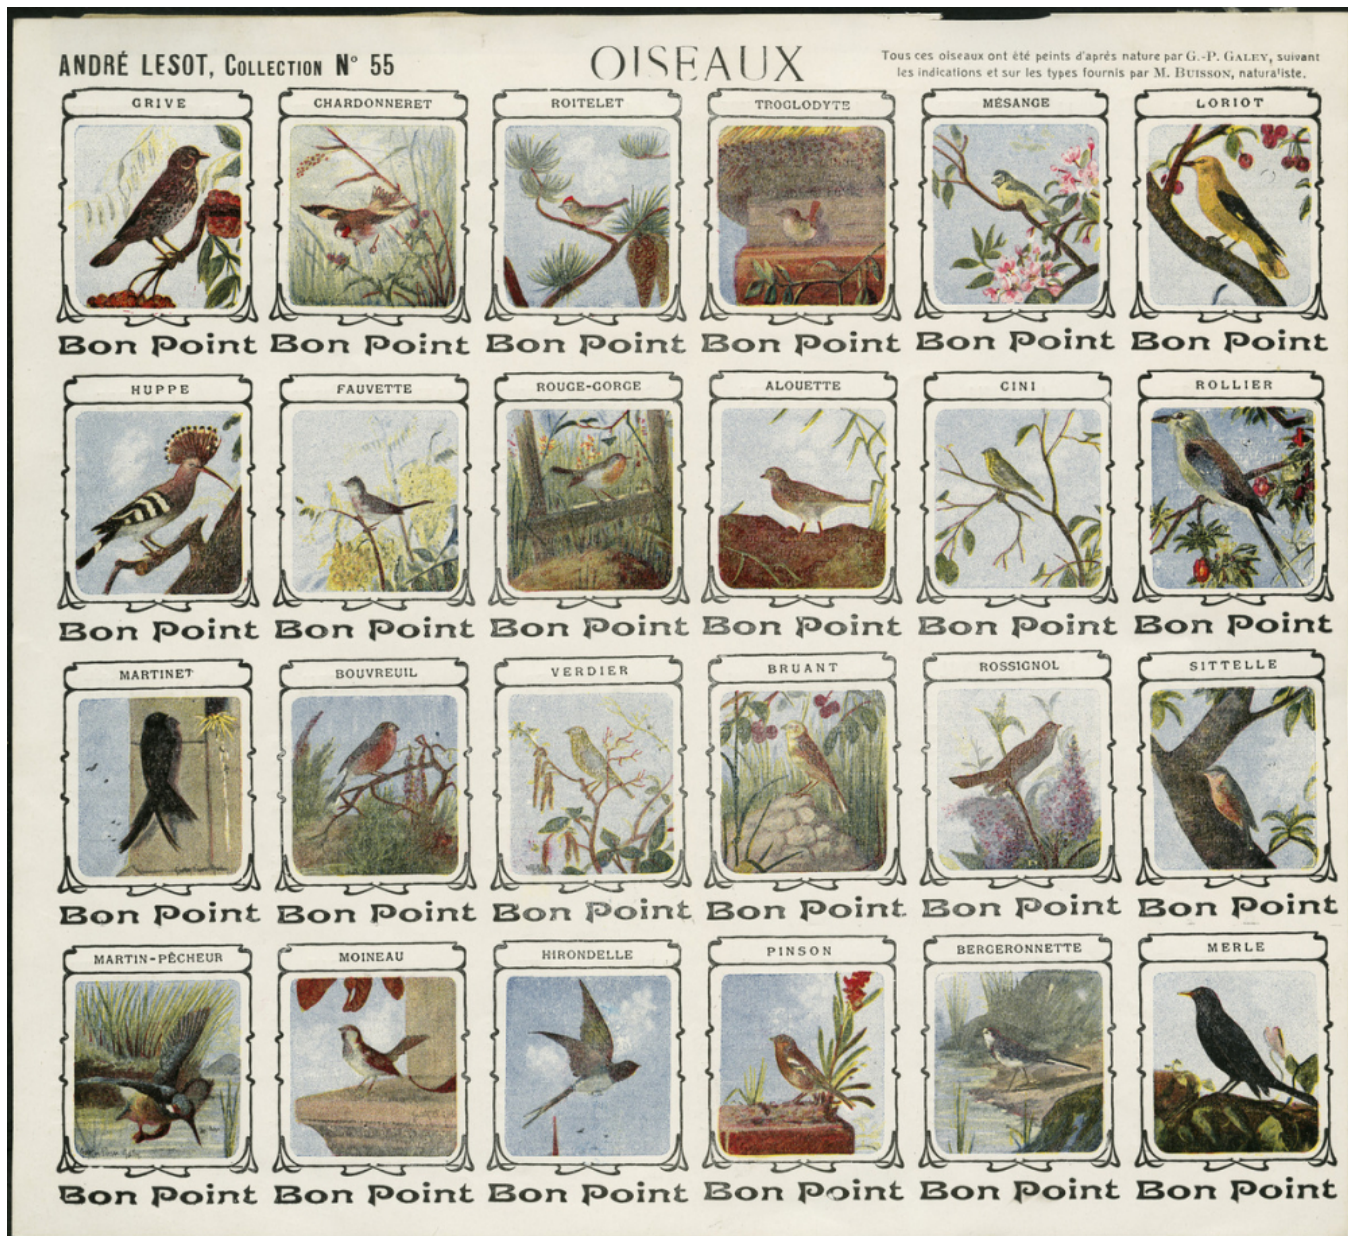 ANDRÉ LESOT, COLLECTION N° 55
OISEAUX
Tous ces oiseaux ont été peints d'après nature par G.-P. GALEY, suivant
les indications et sur les types fournis par M. BUISSON, naturaliste.
GRIVE CHARDONNERET ROITELET TROGLODYTE MÉSANGE LORIOT
Bon Point Bon Point Bon Point Bon Point Bon Point Bon Point
HUPPE FAUVETTE ROUGE-GORGE ALOUETTE CINI ROLLIER
Bon Point Bon Point Bon Point Bon Point Bon Point Bon Point
MARTINET BOUVREUIL VERDIER BRUANT ROSSIGNOL SITTELLE
Bon Point Bon Point Bon Point Bon Point Bon Point Bon Point
MARTIN-PÊCHEUR MOINEAU HIRONDELLE PINSON BERGERONNETTE MERLE
Bon Point Bon Point Bon Point Bon Point Bon Point Bon Point